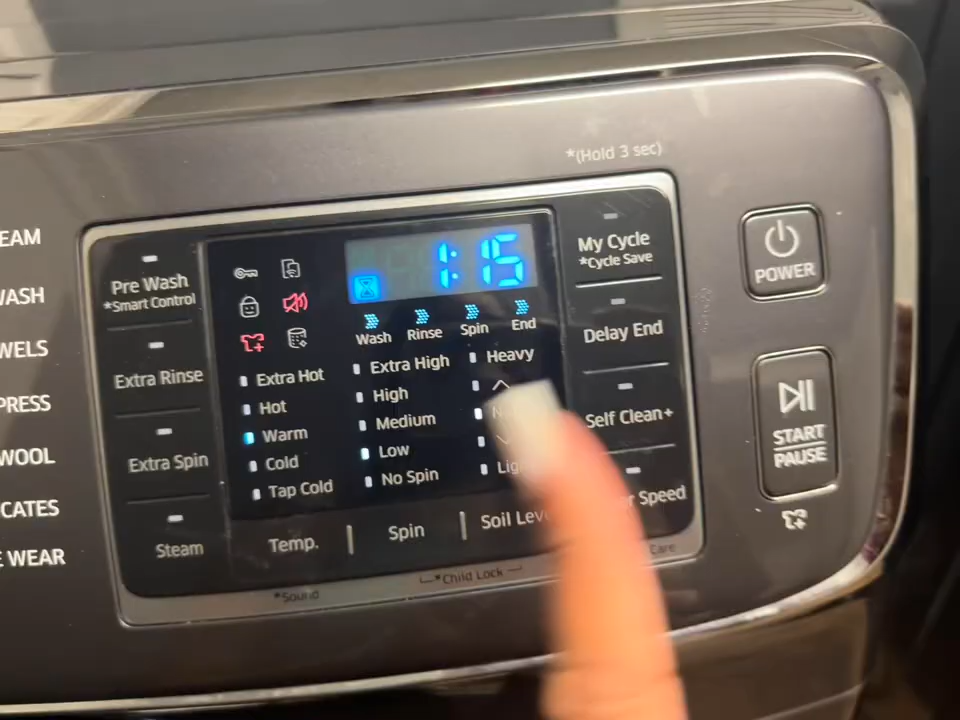 *(Hold 3 sec)
EAM
WASH
WELS
PRESS
WOOL
CATES
E WEAR
Pre Wash
*Smart Control
Extra Rinse
Extra Spin
Steam
1:15
Wash Rinse Spin End
Extra Hot
Hot
Warm
Cold
Tap Cold
Temp.
Extra High
High
Medium
Low
No Spin
Spin
Heavy
Soil Leve
My Cycle
*Cycle Save
Delay End
Self Clean+
r Speed
Care
*Sound
*Child Lock
POWER
START
PAUSE